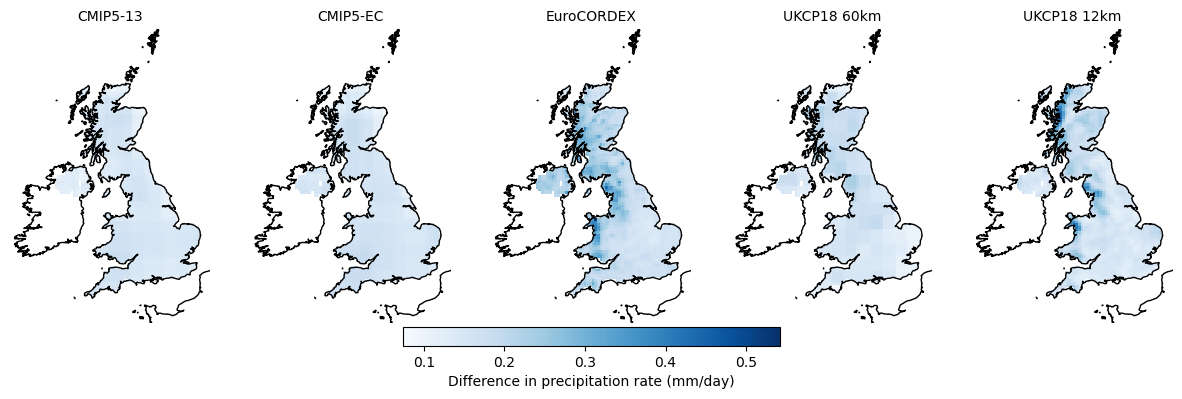 CMIP5-13 CMIP5-EC EuroCORDEX UKCP18 60km UKCP18 12km
0.1 0.2 0.3 0.4 0.5
Difference in precipitation rate (mm/day)